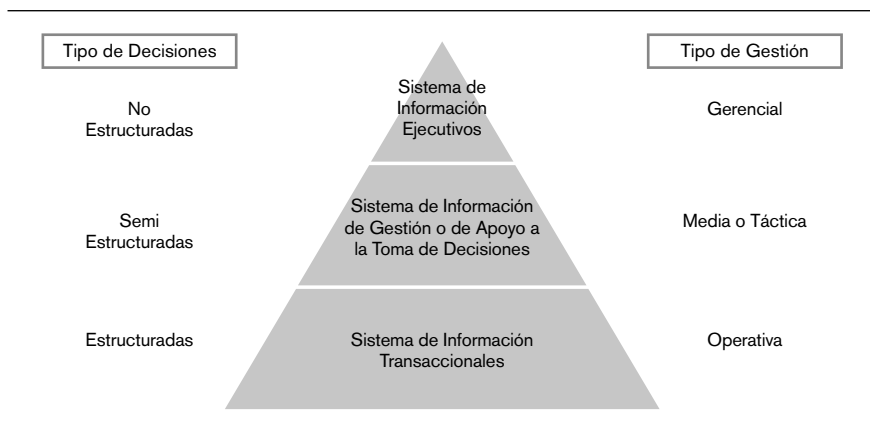 Tipo de Decisiones
Tipo de Gestión
Sistema de
Información
Ejecutivos
No
Estructuradas
Gerencial
Sistema de Información
de Gestión o de Apoyo a
la Toma de Decisiones
Semi
Estructuradas
Media o Táctica
Estructuradas
Sistema de Información
Transaccionales
Operativa